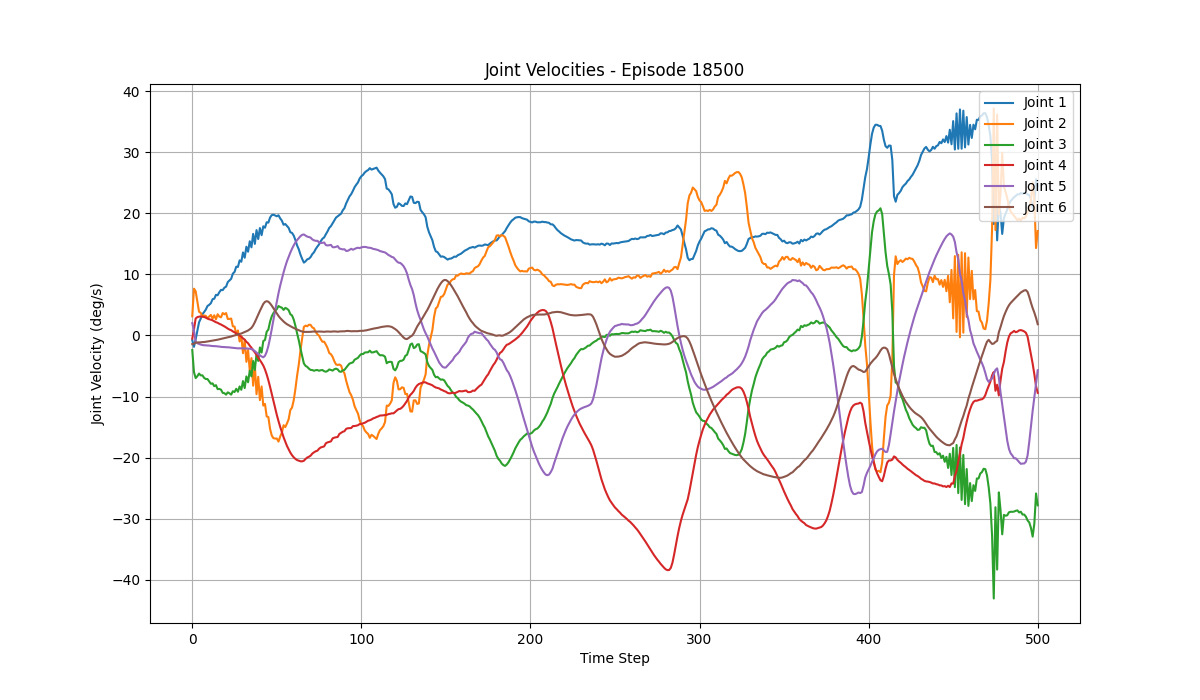 Joint Velocities - Episode 18500
Joint Velocity (deg/s)
40
30
20
10
0
−10
−20
−30
−40
0 100 200 300 400 500
Time Step
Joint 1
Joint 2
Joint 3
Joint 4
Joint 5
Joint 6